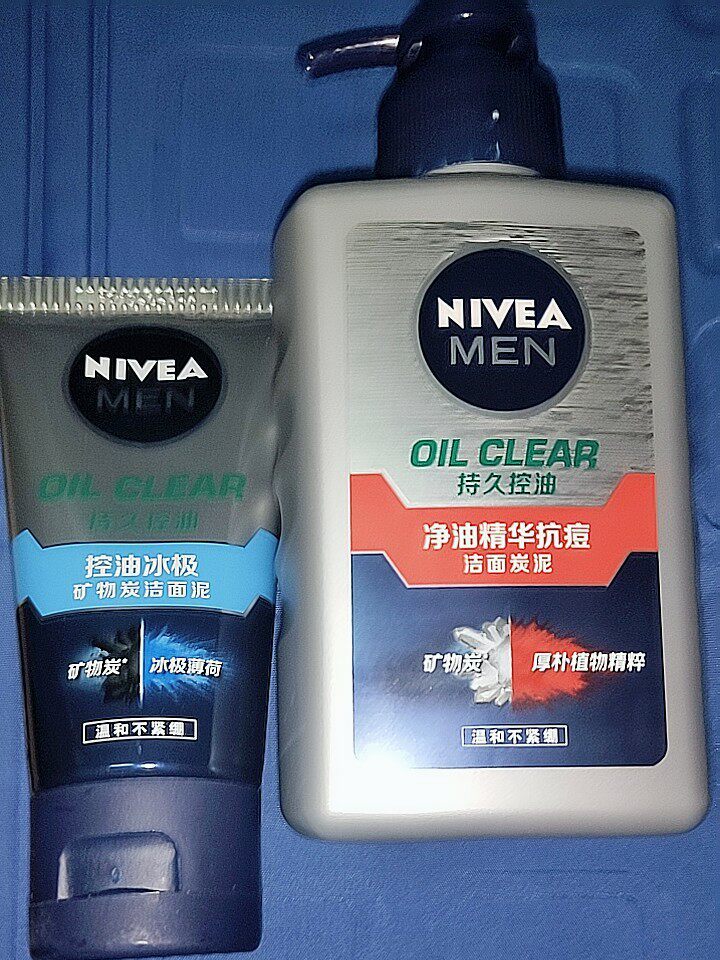 NIVEA
MEN
OIL CLEAR
持久控油
控油冰极
矿物炭洁面泥
矿物炭*
冰极薄荷
温和不紧绷
NIVEA
MEN
OIL CLEAR
持久控油
净油精华抗痘
洁面炭泥
矿物炭*
厚朴植物精粹
温和不紧绷